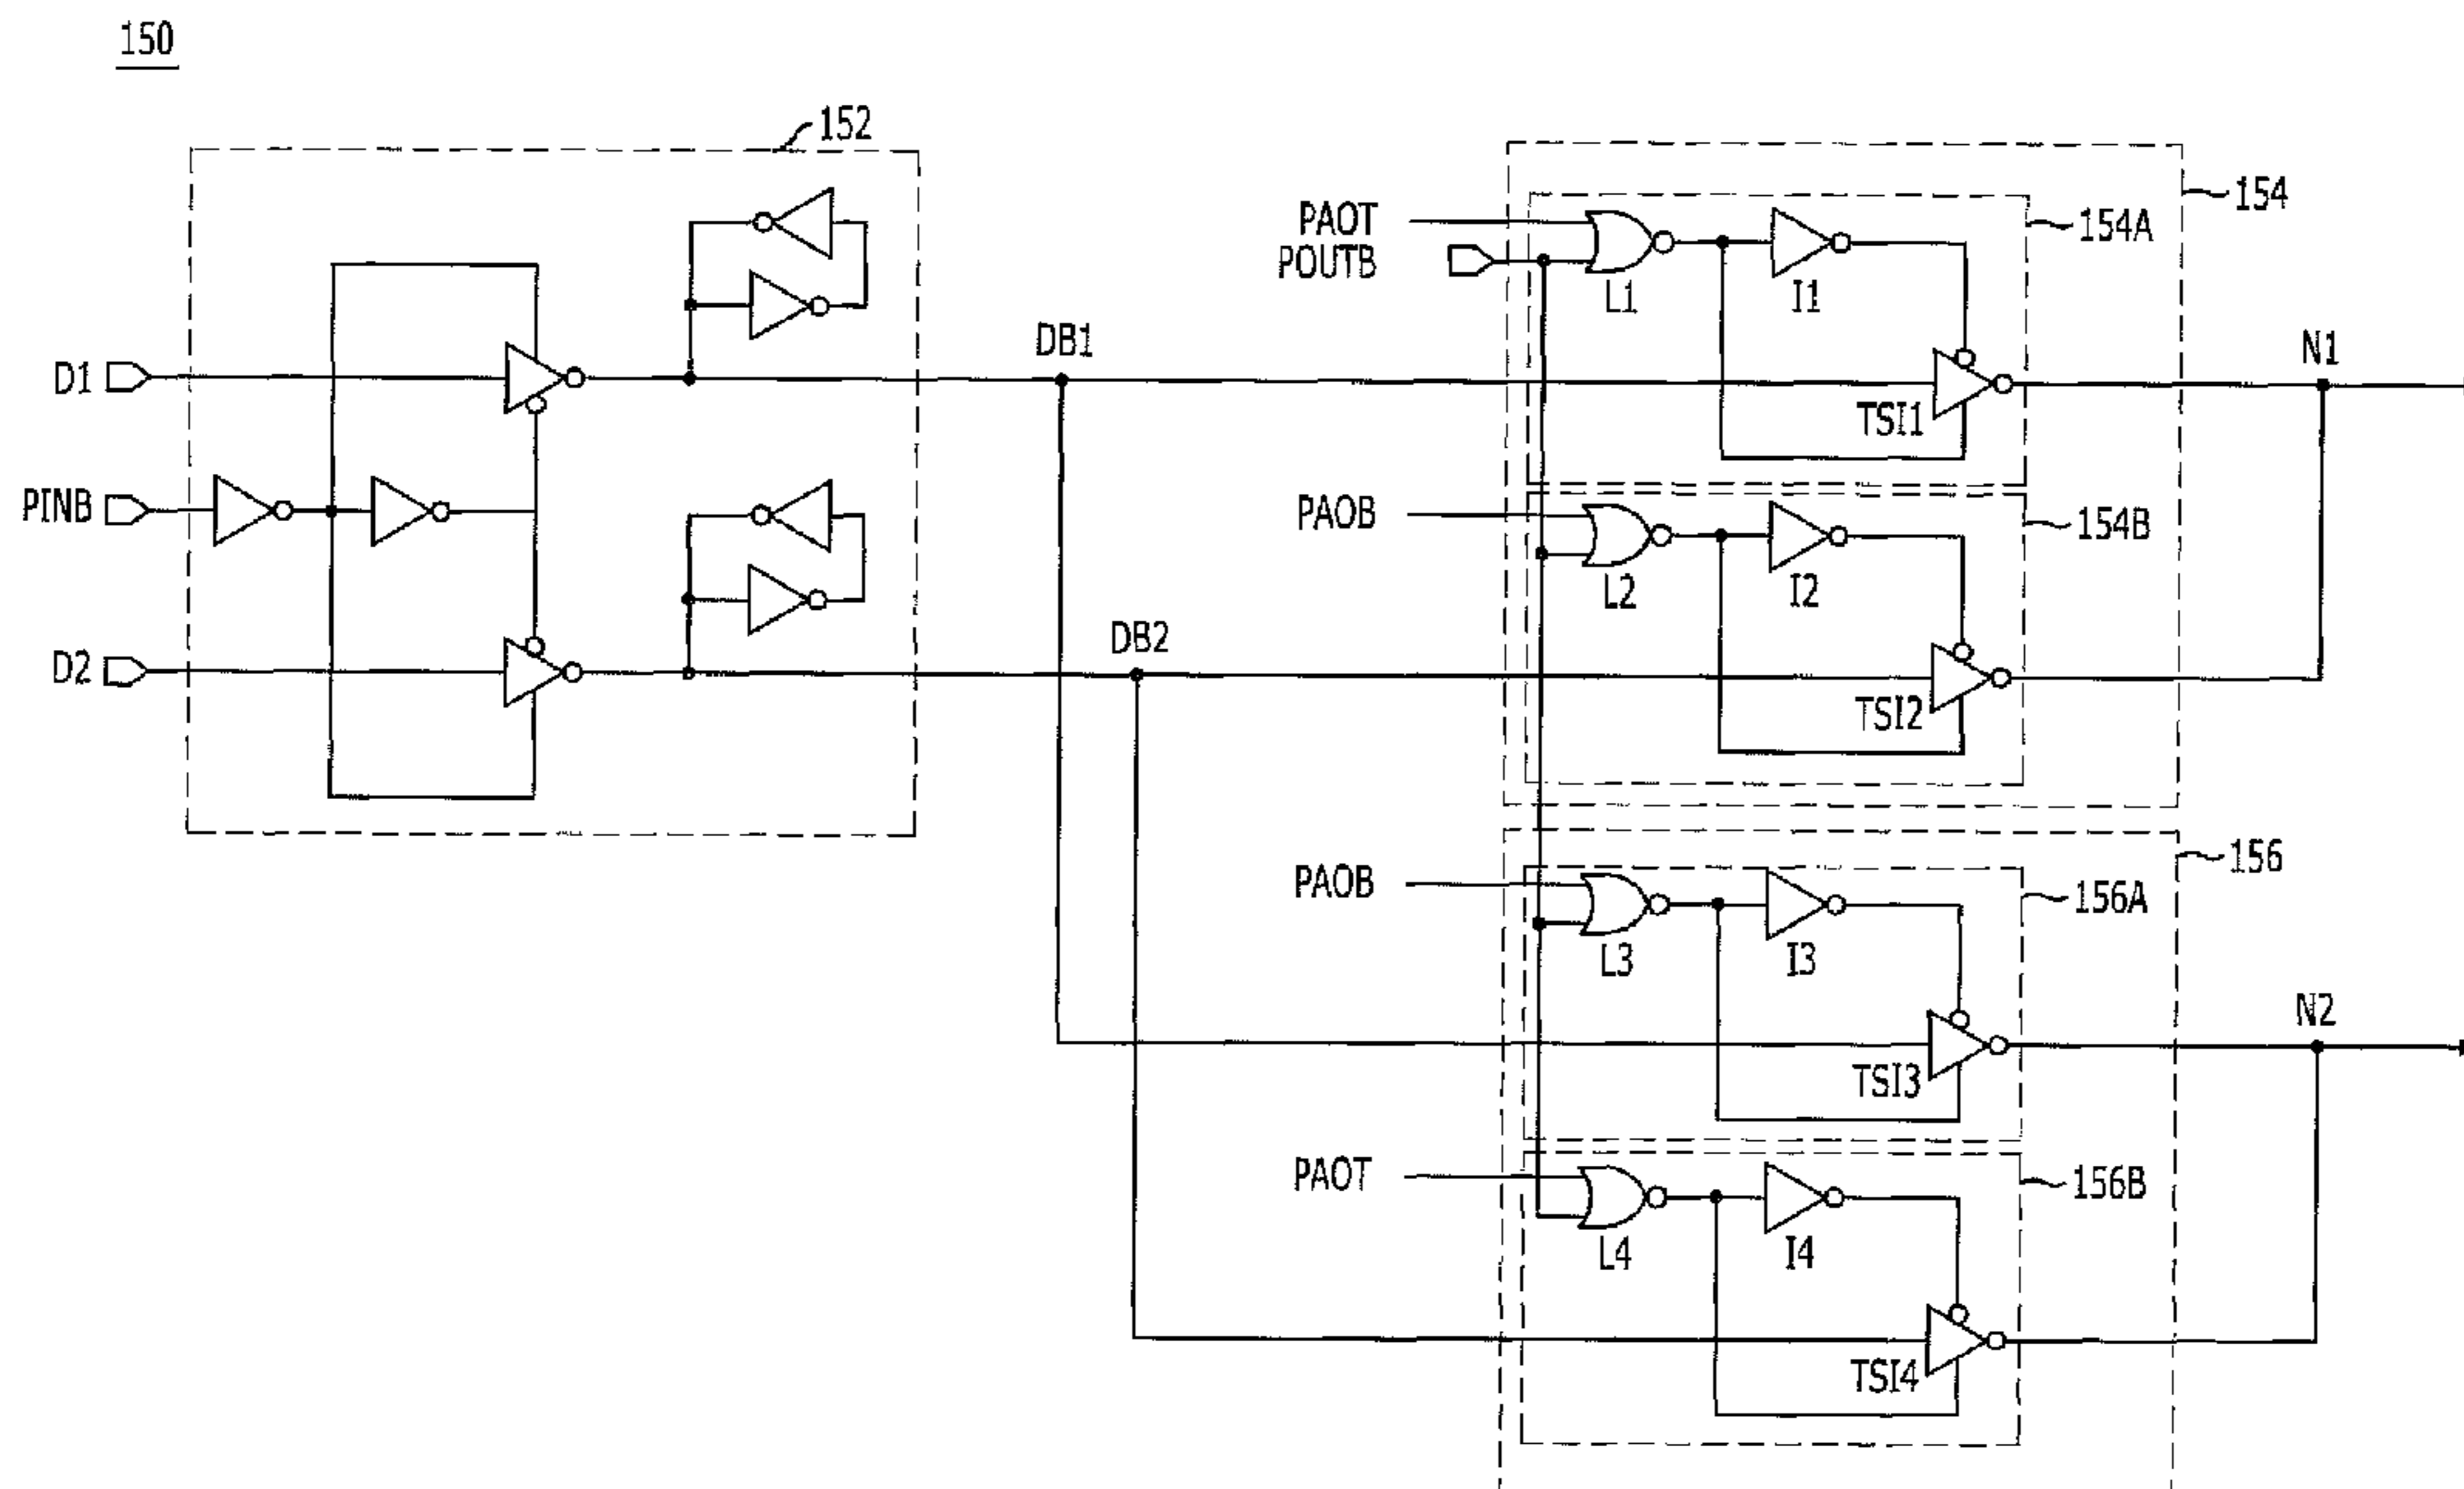 150
152
154
PAOT
154A
POUTB
L1
I1
DB1
N1
D1
TSI1
PINB
PAOB
154B
L2
I2
DB2
D2
TSI2
156
PAOB
156A
L3
I3
N2
TSI3
PAOT
156B
L4
I4
TSI4